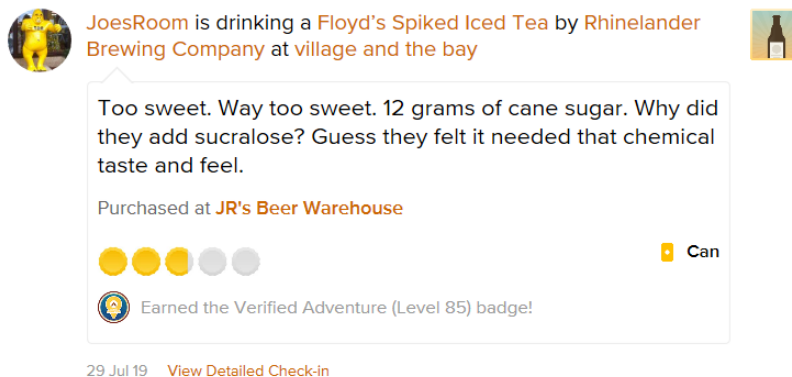 JoesRoom is drinking a Floyd’s Spiked Iced Tea by Rhinelander
Brewing Company at village and the bay
Too sweet. Way too sweet. 12 grams of cane sugar. Why did
they add sucralose? Guess they felt it needed that chemical
taste and feel.
Purchased at JR's Beer Warehouse
Can
Earned the Verified Adventure (Level 85) badge!
29 Jul 19 View Detailed Check-in